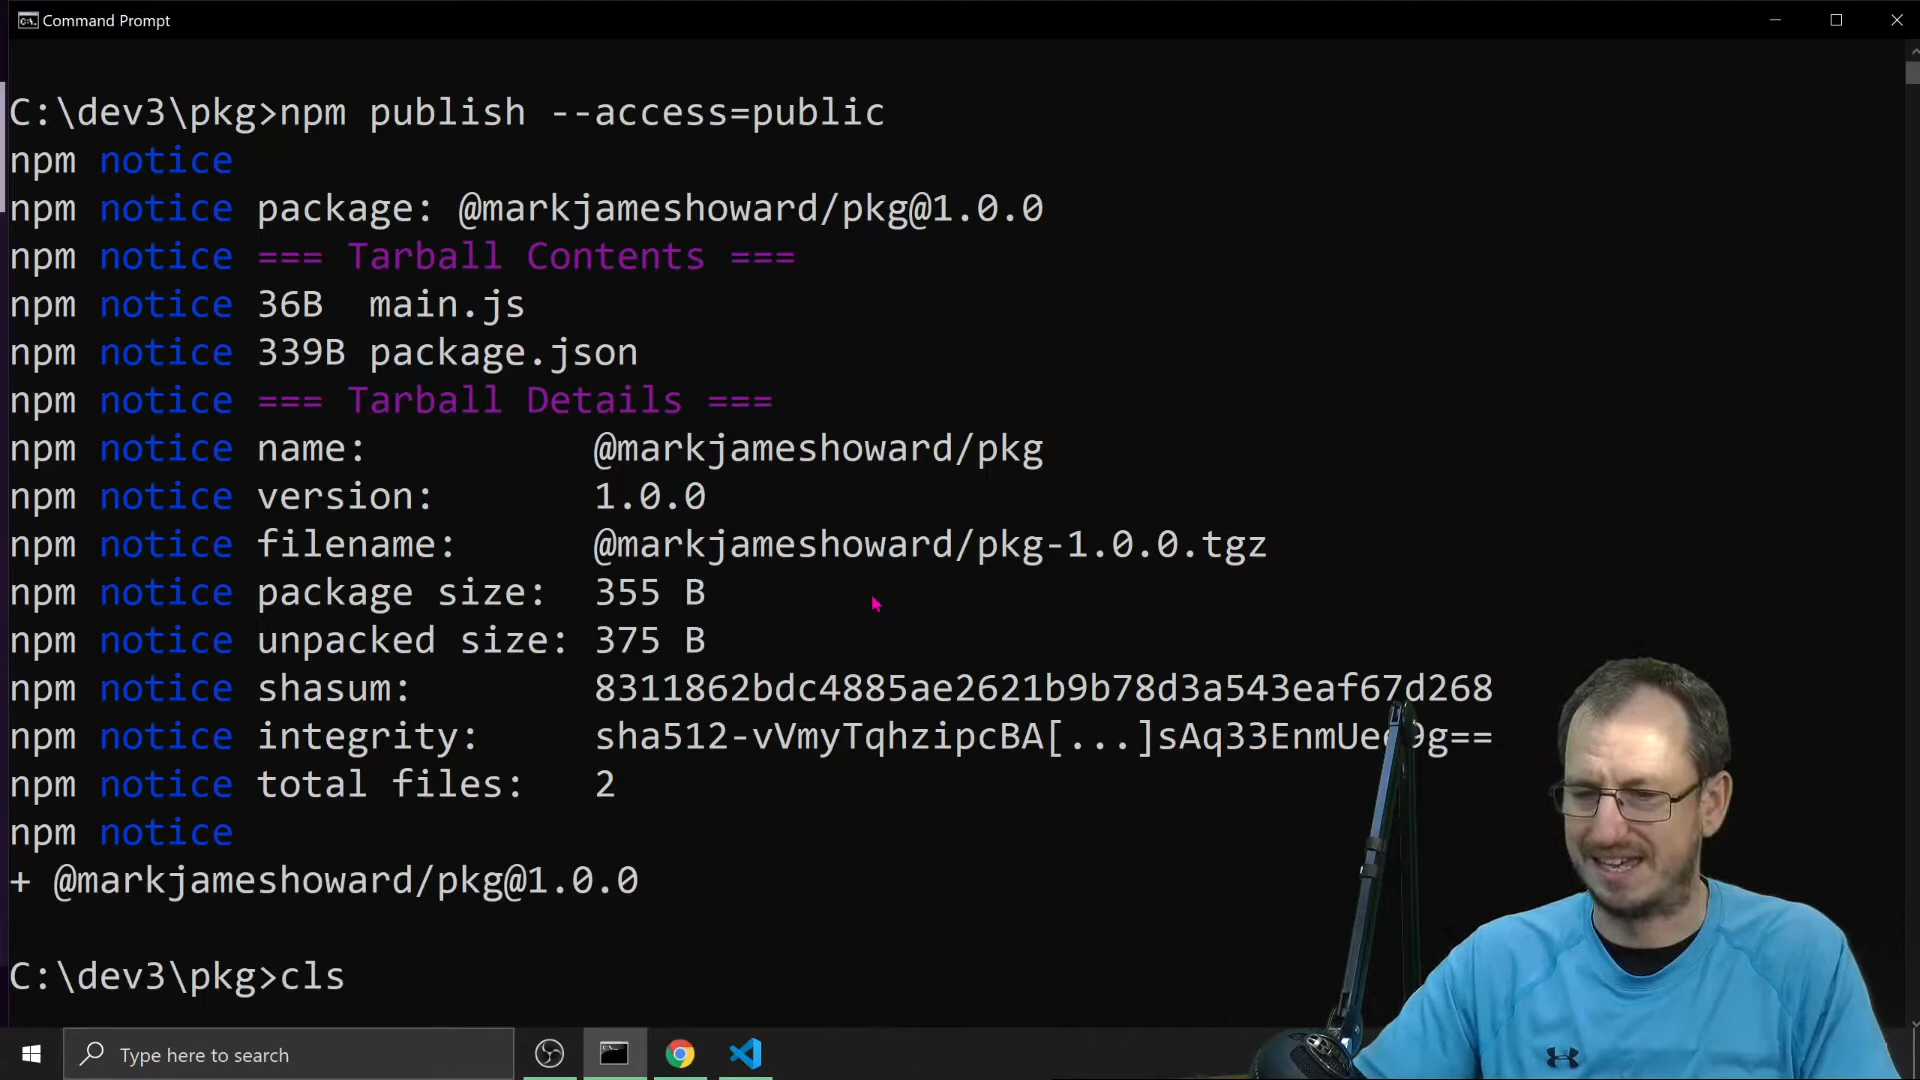 Command Prompt
C:\dev3\pkg>npm publish --access=public
npm notice
npm notice package: @markjameshoward/pkg@1.0.0
npm notice === Tarball Contents ===
npm notice 36B  main.js
npm notice 339B package.json
npm notice === Tarball Details ===
npm notice name:          @markjameshoward/pkg
npm notice version:       1.0.0
npm notice filename:      @markjameshoward/pkg-1.0.0.tgz
npm notice package size:  355 B
npm notice unpacked size: 375 B
npm notice shasum:        8311862bdc4885ae2621b9b78d3a543eaf67d268
npm notice integrity:
npm notice total files:   2
npm notice
+ @markjameshoward/pkg@1.0.0
C:\dev3\pkg>cls
Type here to search